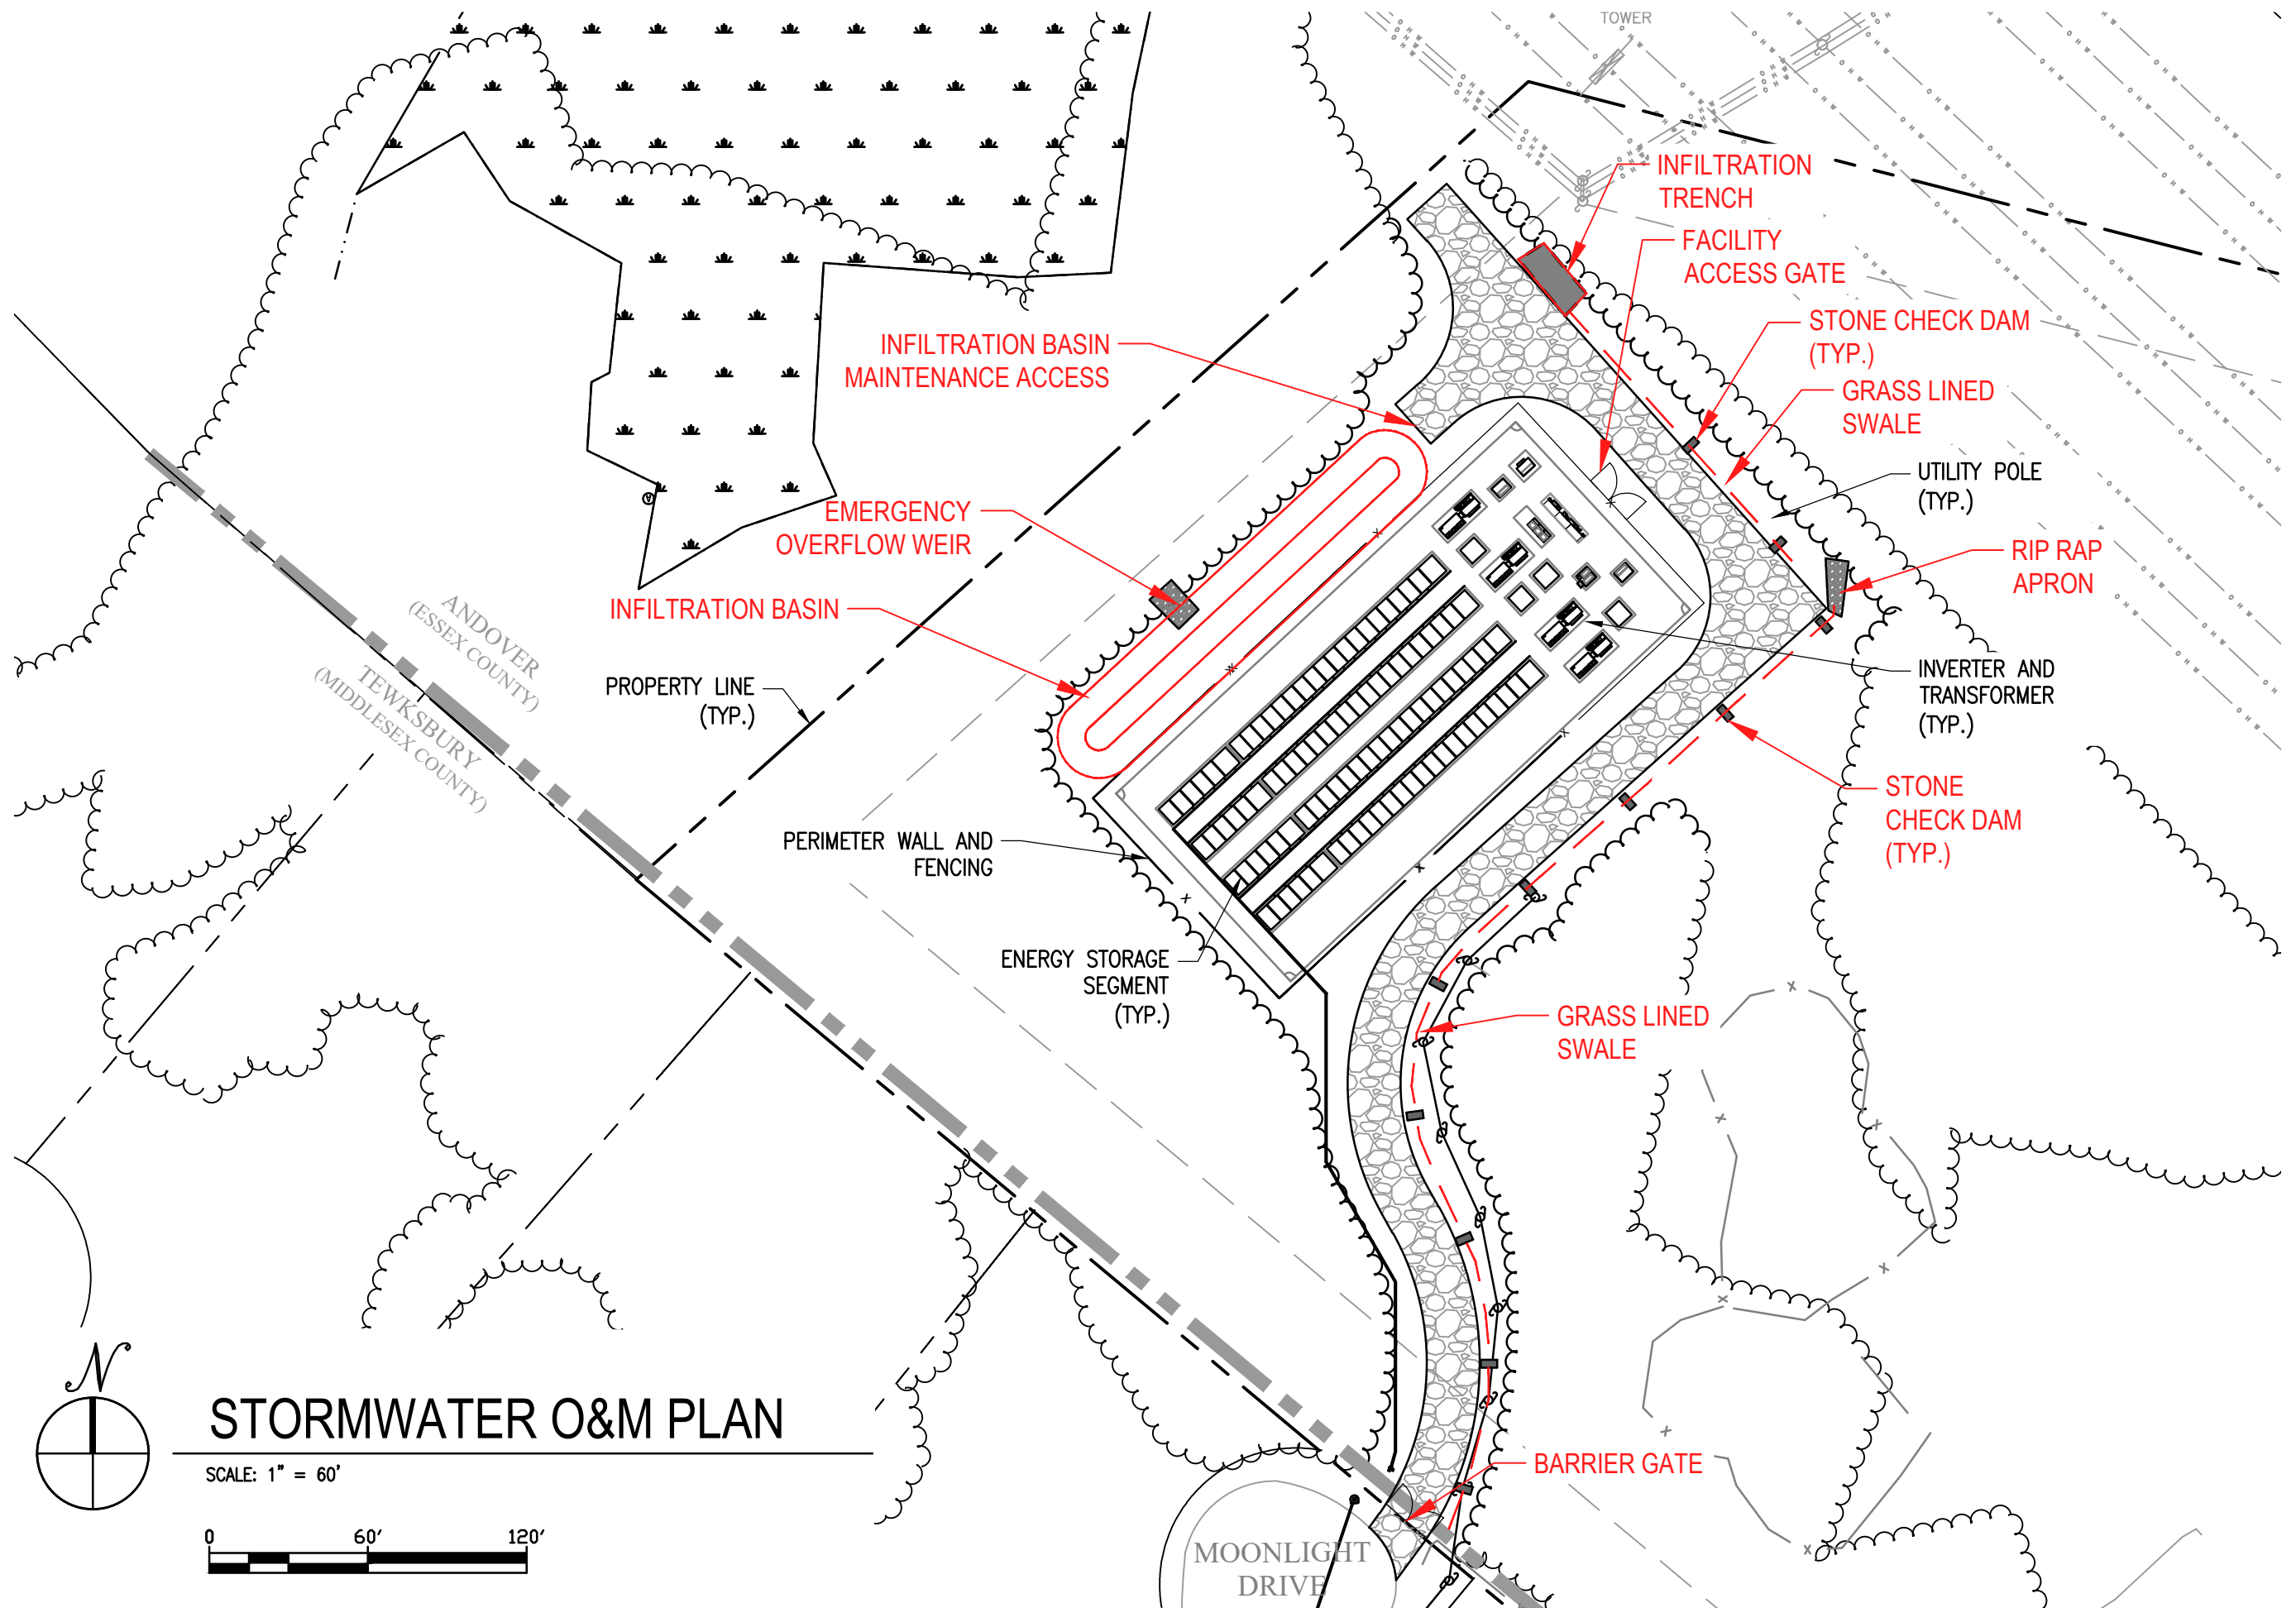 TOWER
INFILTRATION
TRENCH
FACILITY
ACCESS GATE
STONE CHECK DAM
(TYP.)
GRASS LINED
SWALE
UTILITY POLE
(TYP.)
RIP RAP
APRON
INFILTRATION BASIN
MAINTENANCE ACCESS
EMERGENCY
OVERFLOW WEIR
INFILTRATION BASIN
ANDOVER
(ESSEX COUNTY)
TEWKSBURY
(MIDDLESEX COUNTY)
PROPERTY LINE
(TYP.)
INVERTER AND
TRANSFORMER
(TYP.)
STONE
CHECK DAM
(TYP.)
PERIMETER WALL AND
FENCING
ENERGY STORAGE
SEGMENT
(TYP.)
GRASS LINED
SWALE
BARRIER GATE
MOONLIGHT
DRIVE
N
STORMWATER O&M PLAN
SCALE: 1" = 60'
0 60' 120'